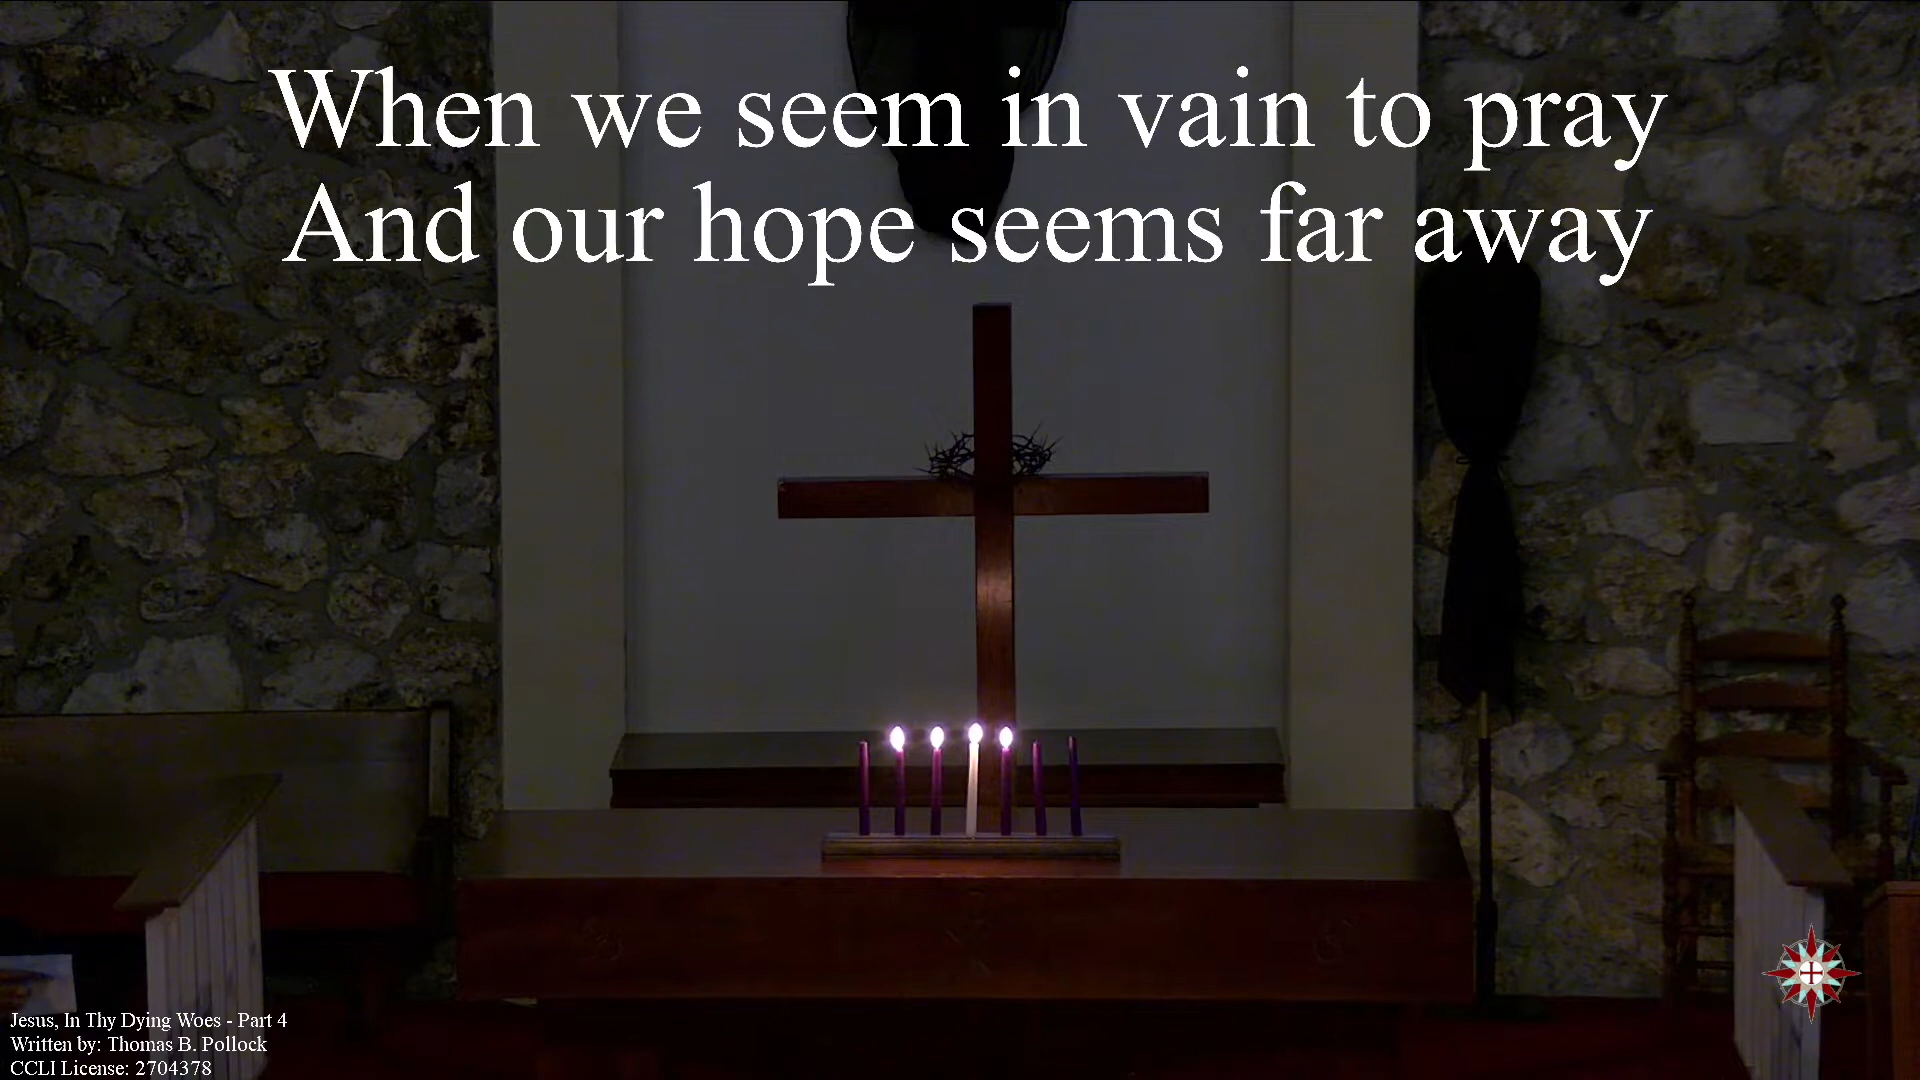 When we seem in vain to pray
And our hope seems far away
Jesus, In Thy Dying Woes - Part 4
Written by: Thomas B. Pollock
CCLI License: 2704378